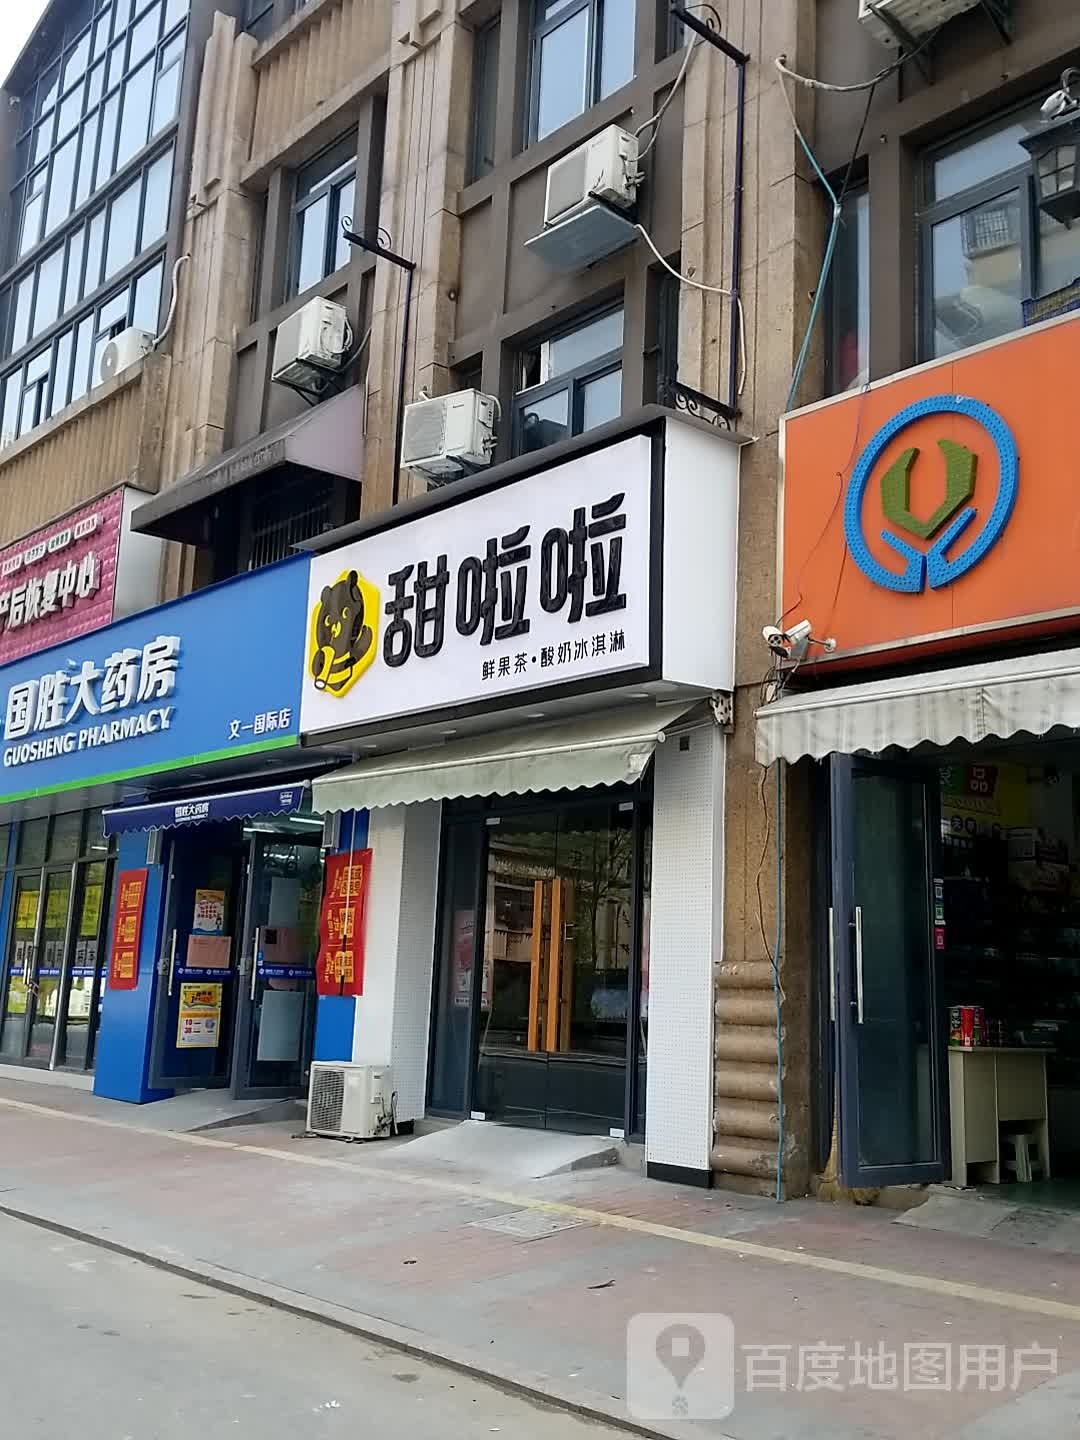 产后恢复中心
国胜大药房
GUOSHENG PHARMACY
文一国际店
甜啦啦
鲜果茶·酸奶冰淇淋
国胜大药房
GUOSHENG PHARMACY
百度地图用户